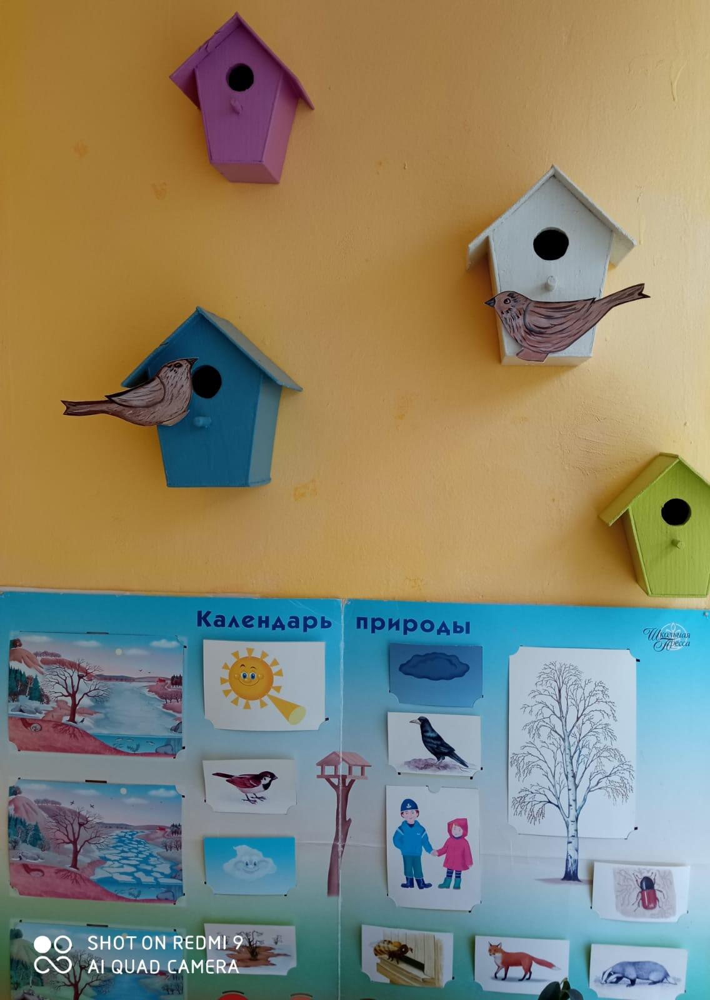 Календарь природы
Школьная
Пресса
SHOT ON REDMI 9
AI QUAD CAMERA